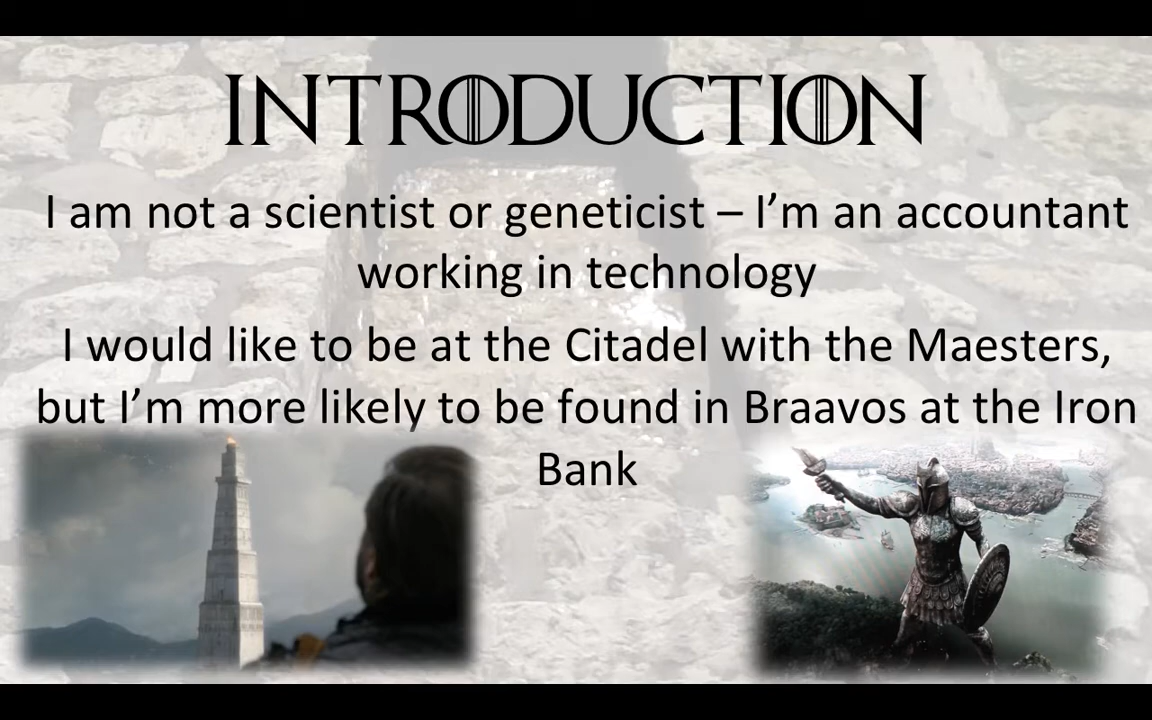 INTRODUCTION
I am not a scientist or geneticist – I’m an accountant
working in technology
I would like to be at the Citadel with the Maesters,
but I’m more likely to be found in Braavos at the Iron
Bank